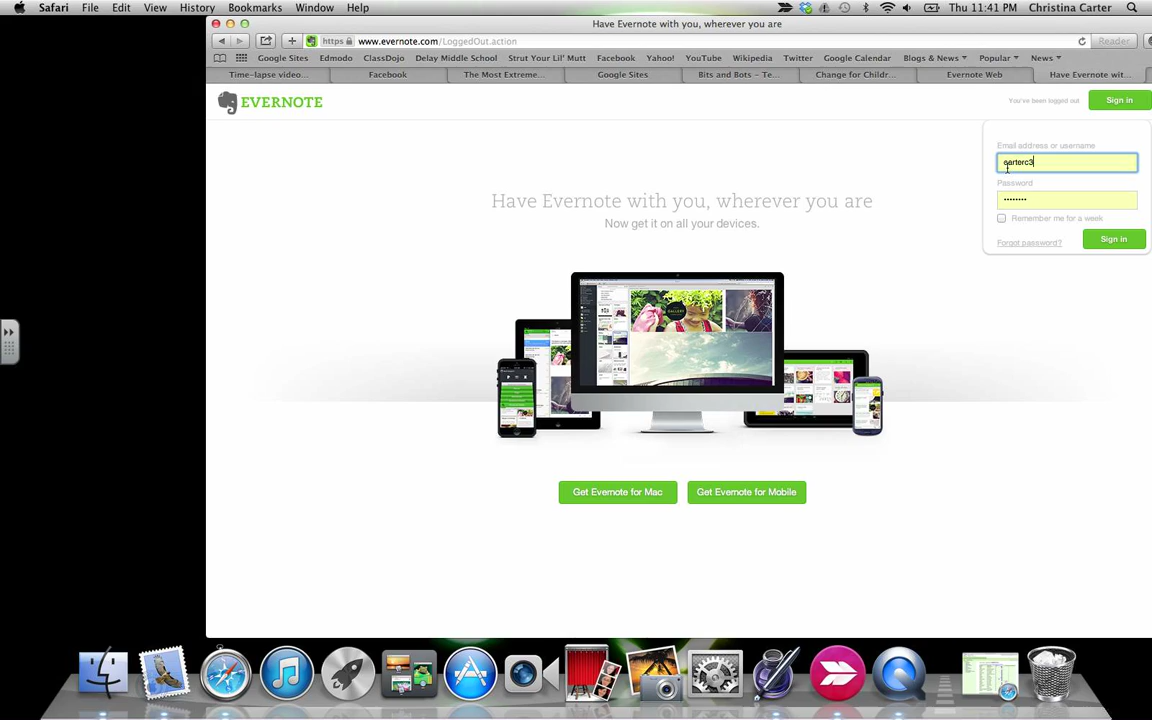 Safari File Edit View History Bookmarks Window Help Thu 11:41 PM Christina Carter
Have Evernote with you, wherever you are
https www.evernote.com/LoggedOut.action Reader
Google Sites Edmodo ClassDojo Delay Middle School Strut Your Lil' Mutt Facebook Yahoo! YouTube Wikipedia Twitter Google Calendar Blogs & News Popular News
Time-lapse video... Facebook The Most Extreme... Google Sites Bits and Bots – Te... Change for Childr... Evernote Web Have Evernote wit...
EVERNOTE You've been logged out Sign in
Email address or username
carterc3
Password
••••••••
Remember me for a week
Forgot password? Sign in
Have Evernote with you, wherever you are
Now get it on all your devices.
GALLERY
Get Evernote for Mac Get Evernote for Mobile